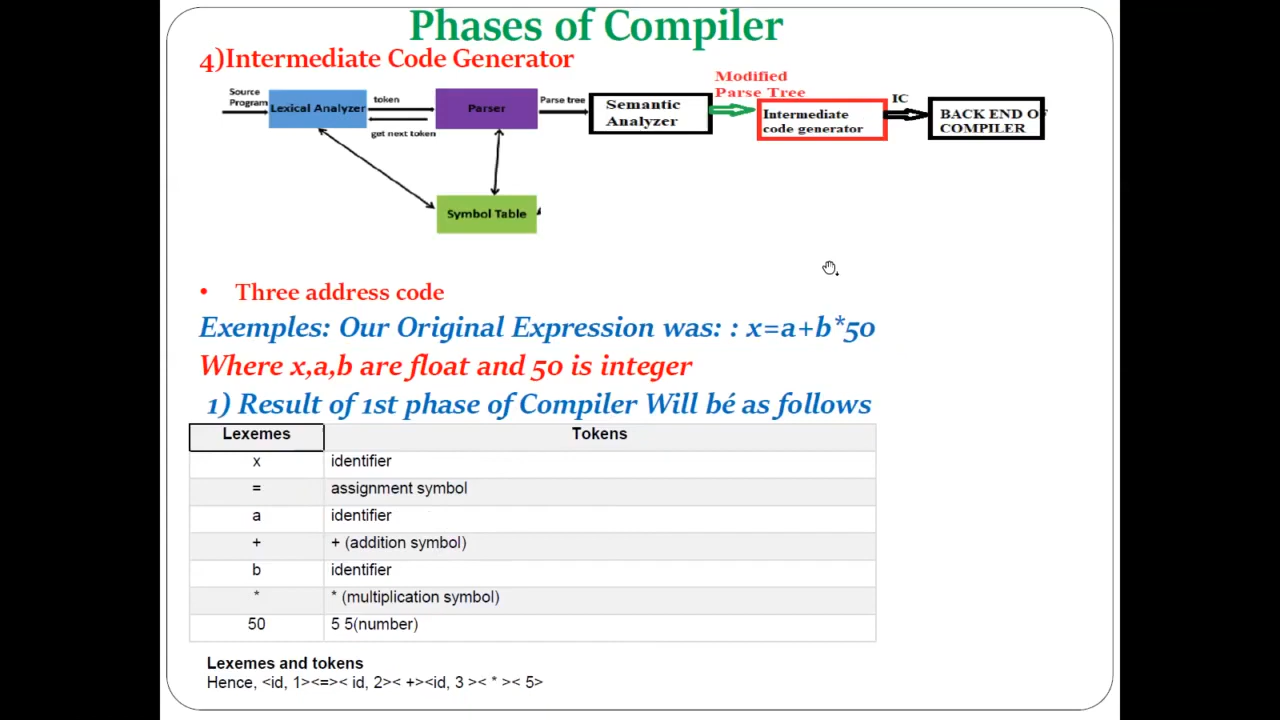 Phases of Compiler
4)Intermediate Code Generator
Source
Program
Lexical Analyzer
token
get next token
Parser
Parse tree
Semantic
Analyzer
Modified
Parse Tree
Intermediate
code generator
IC
BACK END OF
COMPILER
Symbol Table
• Three address code
Exemples: Our Original Expression was: : x=a+b*50
Where x,a,b are float and 50 is integer
1) Result of 1st phase of Compiler Will bé as follows
Lexemes Tokens
x identifier
= assignment symbol
a identifier
+ + (addition symbol)
b identifier
* * (multiplication symbol)
50 5 5(number)
Lexemes and tokens
Hence, <id, 1><=>< id, 2>< +><id, 3 >< * >< 5>